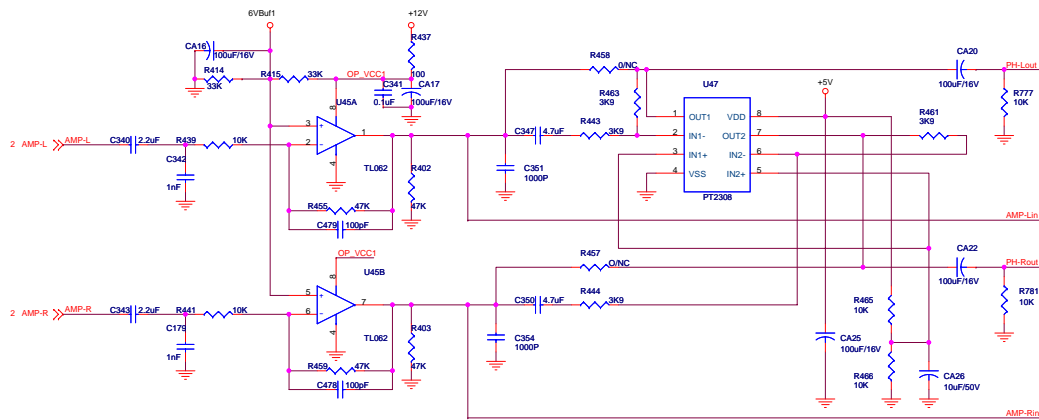 6VBuf1
+12V
CA16
100uF/16V
R437
100
R458
0/NC
CA20
100uF/16V
PH-Lout
R414
33K
R415
33K
OP_VCC1
C341
0.1uF
CA17
100uF/16V
R463
3K9
U47
+5V
R777
10K
U45A
8
3
2
1
4
TL062
C347
4.7uF
R443
3K9
1
OUT1
VDD
8
2
IN1-
OUT2
7
3
IN1+
IN2-
6
4
VSS
IN2+
5
PT2308
R461
3K9
2 AMP-L
AMP-L
C340
2.2uF
R439
10K
C342
1nF
R402
47K
C351
1000P
R455
47K
C479
100pF
AMP-Lin
OP_VCC1
U45B
8
5
6
7
4
TL062
R457
O/NC
CA22
100uF/16V
PH-Rout
2 AMP-R
AMP-R
C343
2.2uF
R441
10K
C179
1nF
C350
4.7uF
R444
3K9
R465
10K
R781
10K
R403
47K
C354
1000P
CA25
100uF/16V
R459
47K
C478
100pF
R466
10K
CA26
10uF/50V
AMP-Rin